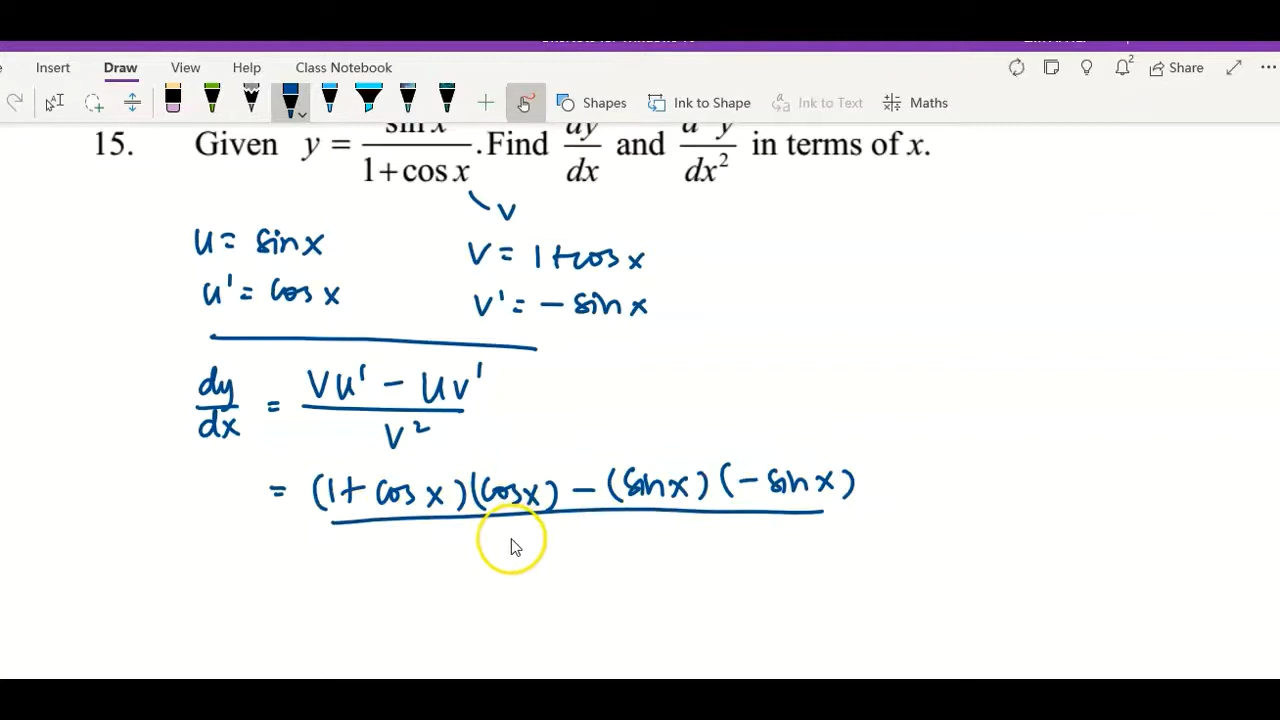 Insert Draw View Help Class Notebook 2 Share
Shapes Ink to Shape Ink to Text Maths
15. Given y = sin x / 1+cos x . Find dy/dx and d²y/dx² in terms of x.
v
u = sin x v = 1+cos x
u' = cos x v' = - sin x
dy/dx = vu' - uv' / v²
= (1+ cos x)(cos x) - (sin x)(- sin x)